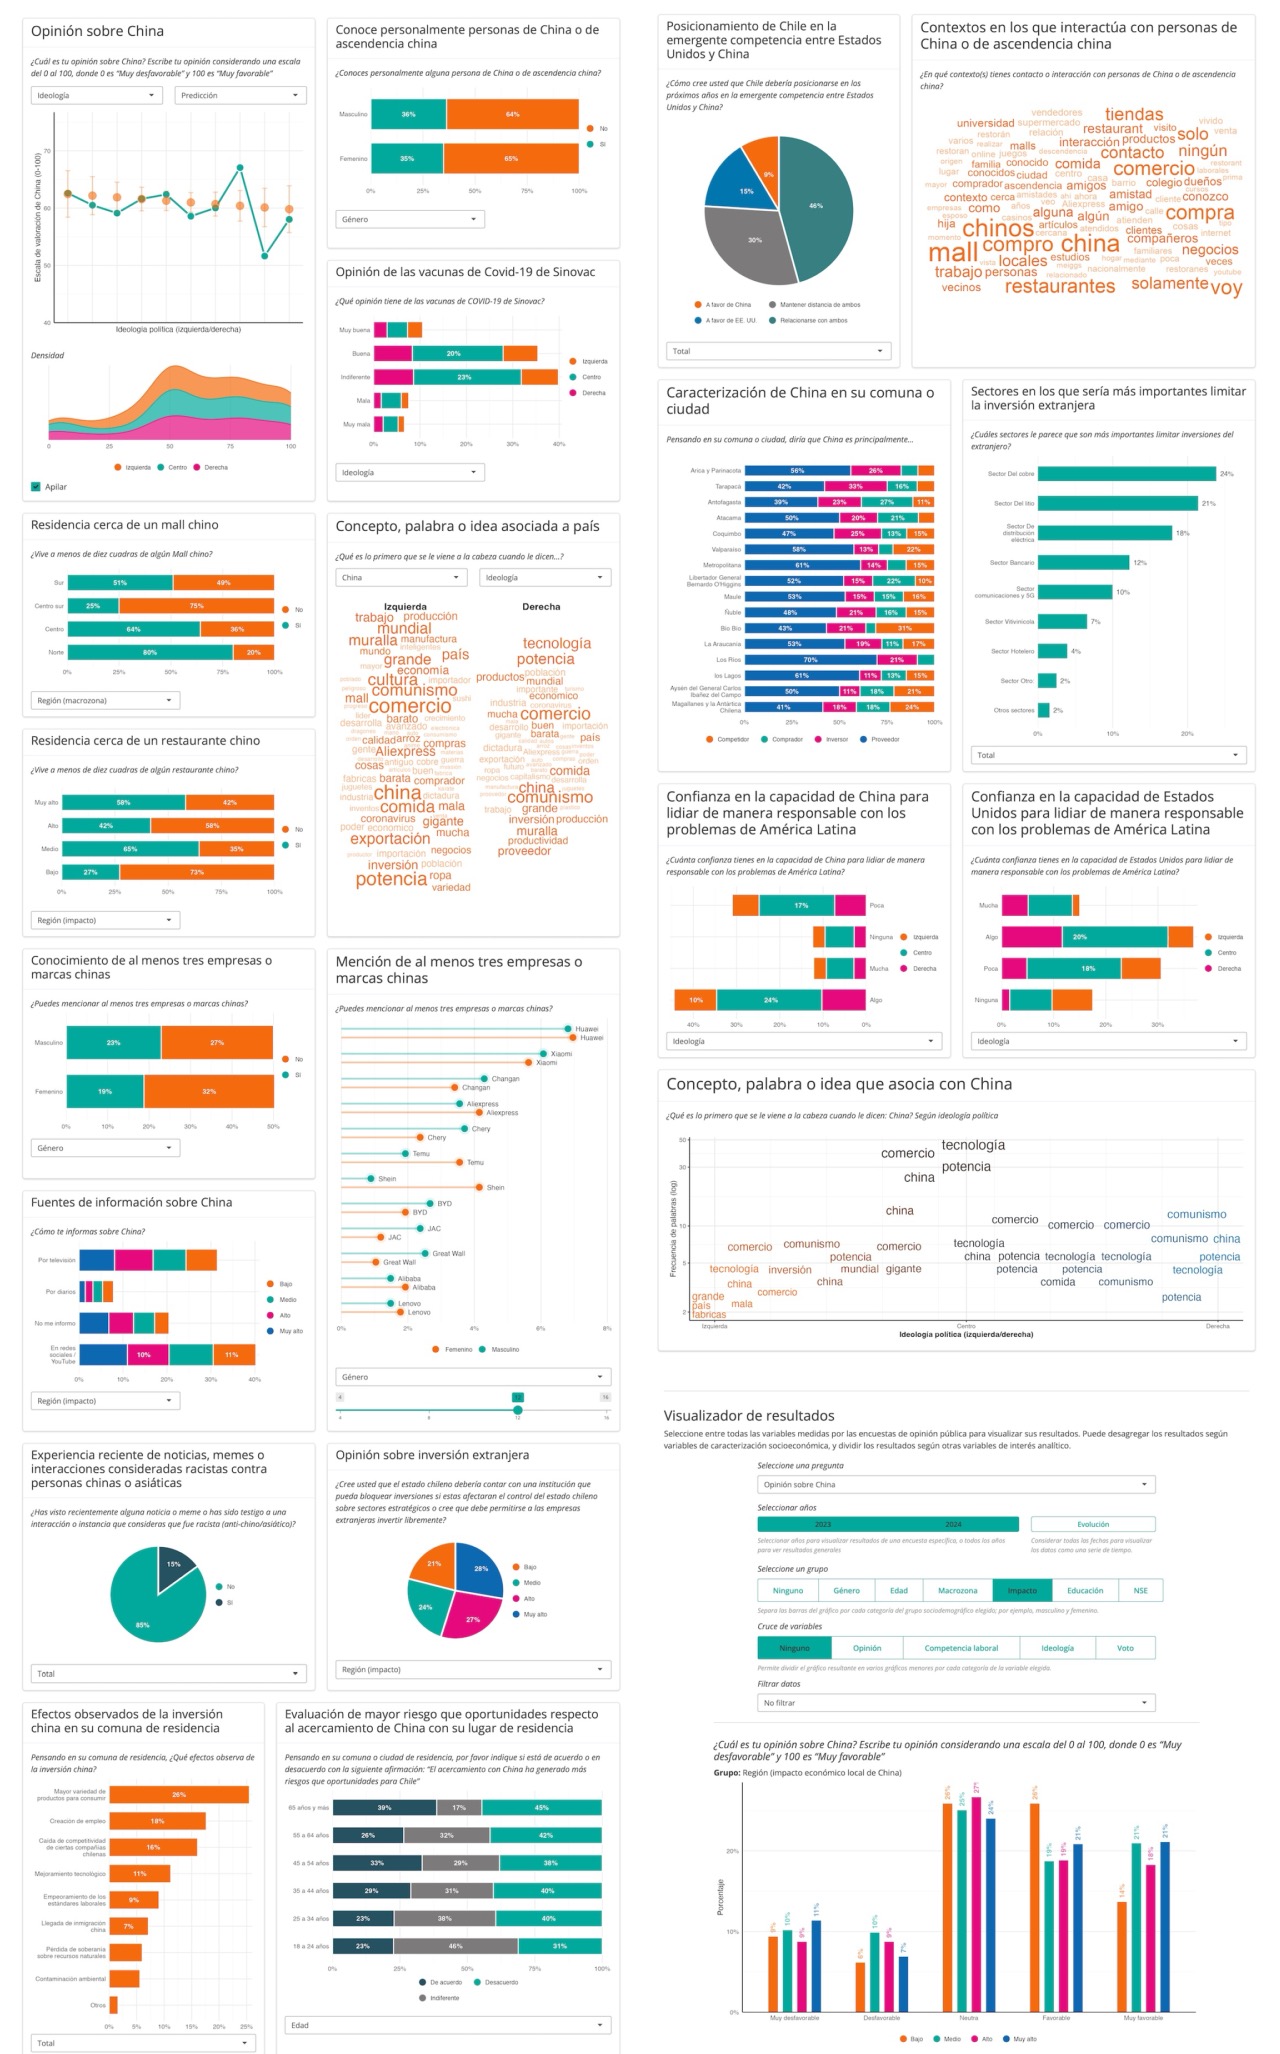 Opinión sobre China
¿Cuál es tu opinión sobre China? Escribe tu opinión considerando una escala
del 0 al 100, donde 0 es “Muy desfavorable” y 100 es “Muy favorable”
Ideología
Predicción
Escala de valoración de China (0-100)
70
60
50
40
Ideología política (izquierda/derecha)
Densidad
0 25 50 75 100
Izquierda Centro Derecha
Apilar
Conoce personalmente personas de China o de
ascendencia china
¿Conoces personalmente alguna persona de China o de ascendencia china?
Masculino 36% 64%
Femenino 35% 65%
No
Sí
0% 25% 50% 75% 100%
Género
Opinión de las vacunas de Covid-19 de Sinovac
¿Qué opinión tiene de las vacunas de COVID-19 de Sinovac?
Muy buena
Buena 20%
Indiferente 23%
Mala
Muy mala
Izquierda
Centro
Derecha
0% 10% 20% 30% 40%
Ideología
Residencia cerca de un mall chino
¿Vive a menos de diez cuadras de algún Mall chino?
Sur 51% 49%
Centro sur 25% 75%
Centro 64% 36%
Norte 80% 20%
No
Sí
0% 25% 50% 75% 100%
Región (macrozona)
Residencia cerca de un restaurante chino
¿Vive a menos de diez cuadras de algún restaurante chino?
Muy alto 58% 42%
Alto 42% 58%
Medio 65% 35%
Bajo 27% 73%
No
Sí
0% 25% 50% 75% 100%
Región (impacto)
Concepto, palabra o idea asociada a país
¿Qué es lo primero que se le viene a la cabeza cuando le dicen...?
China
Ideología
Izquierda
trabajo producción
mundial
muralla manufactura
inteligentes
mundo
grande país
mayor economía
cultura importador
comunismo
mall
comercio
lider barato crecimiento
desarrolla avanzado
calidad arroz compras
gente Aliexpress
cosas antiguo cobre guerra
buen
fabricas barata comprador
juguetes
industria china dictadura
inventos comida mala
coronavirus gigante
poder economico mucha
exportación
importación negocios
inversión población
potencia ropa
variedad
Derecha
tecnología
potencia
población
productos mundial
importante
economico
industria coronavirus
mucha comercio
desarrollo buen importación
gigante barata país
dictadura
Aliexpress
exportación orden
ropa futuro
comida
negocios capitalismo desarrolla
china
comunismo
trabajo grande
inversión producción
muralla
productividad
proveedor
Conocimiento de al menos tres empresas o
marcas chinas
¿Puedes mencionar al menos tres empresas o marcas chinas?
Masculino 23% 27%
Femenino 19% 32%
No
Sí
0% 10% 20% 30% 40% 50%
Género
Mención de al menos tres empresas o
marcas chinas
¿Puedes mencionar al menos tres empresas o marcas chinas?
Huawei
Huawei
Xiaomi
Xiaomi
Changan
Changan
Aliexpress
Aliexpress
Chery
Chery
Temu
Temu
Shein
Shein
BYD
BYD
JAC
JAC
Great Wall
Great Wall
Alibaba
Alibaba
Lenovo
Lenovo
0% 2% 4% 6% 8%
Femenino Masculino
Género
4 12 16
4 8 12 16
Fuentes de información sobre China
¿Cómo te informas sobre China?
Por televisión
Por diarios
No me informo
En redes
sociales /
YouTube
10% 11%
Bajo
Medio
Alto
Muy alto
0% 10% 20% 30% 40%
Región (impacto)
Experiencia reciente de noticias, memes o
interacciones consideradas racistas contra
personas chinas o asiáticas
¿Has visto recientemente alguna noticia o meme o has sido testigo a una
interacción o instancia que consideras que fue racista (anti-chino/asiático)?
15%
85%
No
Sí
Total
Opinión sobre inversión extranjera
¿Cree usted que el estado chileno debería contar con una institución que
pueda bloquear inversiones si estas afectaran el control del estado chileno
sobre sectores estratégicos o cree que debe permitirse a las empresas
extranjeras invertir libremente?
21% 28%
24% 27%
Bajo
Medio
Alto
Muy alto
Región (impacto)
Efectos observados de la inversión
china en su comuna de residencia
Pensando en su comuna de residencia, ¿Qué efectos observa de
la inversión china?
Mayor variedad de
productos para consumir 26%
Creación de empleo 18%
Caída de competitividad
de ciertas compañías
chilenas 16%
Mejoramiento tecnológico 11%
Empeoramiento de los
estándares laborales 9%
Llegada de inmigración
china 7%
Pérdida de soberanía
sobre recursos naturales
Contaminación ambiental
Otros
0% 5% 10% 15% 20% 25%
Total
Evaluación de mayor riesgo que oportunidades respecto
al acercamiento de China con su lugar de residencia
Pensando en su comuna o ciudad de residencia, por favor indique si está de acuerdo o en
desacuerdo con la siguiente afirmación: “El acercamiento con China ha generado más
riesgos que oportunidades para Chile”
65 años y más 39% 17% 45%
55 a 64 años 26% 32% 42%
45 a 54 años 33% 29% 38%
35 a 44 años 29% 31% 40%
25 a 34 años 23% 38% 40%
18 a 24 años 23% 46% 31%
0% 25% 50% 75% 100%
De acuerdo Desacuerdo
Indiferente
Edad
Posicionamiento de Chile en la
emergente competencia entre Estados
Unidos y China
¿Cómo cree usted que Chile debería posicionarse en los
próximos años en la emergente competencia entre Estados
Unidos y China?
9%
15% 46%
30%
A favor de China Mantener distancia de ambos
A favor de EE. UU. Relacionarse con ambos
Total
Contextos en los que interactúa con personas de
China o de ascendencia china
¿En qué contexto(s) tienes contacto o interacción con personas de China o de ascendencia
china?
vendedores tiendas
universidad supermercado vivido
restorán relación restaurant visito solo venta
varios realizar malls interacción productos
restoran online juegos descendencia contacto ningún
origen familia conocido comida comercio restorant
laborales
lugar conocidos ciudad centro casa prima
mayor comprador ascendencia amigos barrio colegio dueños
cursos
contexto cerca amistades ahi ahora amistad cliente conozco
empresas como años veo Aliexpress amigo calle compra
esposo casinos alguna algún atienden tipo
hija chinos artículos atendidos clientes cosas
momento cercana compañeros internet
mall compro china familiares negocios
vista locales estudios hogar mediante poca veces
trabajo personas meiggs nacionalmente restoranes youtube
relacionado
vecinos restaurantes solamente voy
Caracterización de China en su comuna o
ciudad
Pensando en su comuna o ciudad, diría que China es principalmente...
Arica y Parinacota 56% 26%
Tarapacá 42% 33% 16%
Antofagasta 39% 23% 27% 11%
Atacama 50% 20% 21%
Coquimbo 47% 25% 13% 15%
Valparaíso 58% 13% 22%
Metropolitana 61% 14% 15%
Libertador General
Bernardo O'Higgins 52% 15% 22% 10%
Maule 53% 15% 15% 16%
Ñuble 48% 21% 16% 15%
Bío Bío 43% 21% 31%
La Araucanía 53% 19% 11% 17%
Los Ríos 70% 21%
los Lagos 61% 11% 13% 15%
Aysén del General Carlos
Ibáñez del Campo 50% 11% 18% 21%
Magallanes y la Antártica
Chilena 41% 18% 18% 24%
0% 25% 50% 75% 100%
Competidor Comprador Inversor Proveedor
Sectores en los que sería más importantes limitar
la inversión extranjera
¿Cuáles sectores le parece que son más importantes limitar inversiones del
extranjero?
Sector Del cobre 24%
Sector Del litio 21%
Sector De
distribución
eléctrica 18%
Sector Bancario 12%
Sector
comunicaciones y 5G 10%
Sector Vitivinícola 7%
Sector Hotelero 4%
Sector Otro: 2%
Otros sectores 2%
0% 10% 20%
Total
Confianza en la capacidad de China para
lidiar de manera responsable con los
problemas de América Latina
¿Cuánta confianza tienes en la capacidad de China para lidiar de manera
responsable con los problemas de América Latina?
17% Poca
Ninguna
Mucha
10% 24% Algo
Izquierda
Centro
Derecha
40% 30% 20% 10% 0%
Ideología
Confianza en la capacidad de Estados
Unidos para lidiar de manera responsable
con los problemas de América Latina
¿Cuánta confianza tienes en la capacidad de Estados Unidos para lidiar de
manera responsable con los problemas de América Latina?
Mucha
Algo 20%
Poca 18%
Ninguna
Izquierda
Centro
Derecha
0% 10% 20% 30%
Ideología
Concepto, palabra o idea que asocia con China
¿Qué es lo primero que se le viene a la cabeza cuando le dicen: China? Según ideología política
Frecuencia de palabras (log)
50
30
10
5
2
tecnología
comercio
potencia
china
china
comercio comercio comercio comunismo
comercio comunismo comercio tecnología comunismo china
potencia china potencia tecnología tecnología potencia
tecnología inversión mundial gigante potencia potencia tecnología
china china comida comunismo
comercio
grande potencia
país mala
fabricas
Izquierda Centro Derecha
Ideología política (izquierda/derecha)
Visualizador de resultados
Seleccione entre todas las variables medidas por las encuestas de opinión pública para visualizar sus resultados. Puede desagregar los resultados según
variables de caracterización socioeconómica, y dividir los resultados según otras variables de interés analítico.
Seleccione una pregunta
Opinión sobre China
Seleccionar años
2023 2024 Evolución
Seleccionar años para visualizar resultados de una encuesta específica, o todos los años
para ver resultados generales
Considerar todas las fechas para visualizar
los datos como una serie de tiempo.
Seleccione un grupo
Ninguno Género Edad Macrozona Impacto Educación NSE
Separa las barras del gráfico por cada categoría del grupo sociodemográfico elegido; por ejemplo, masculino y femenino.
Cruce de variables
Ninguno Opinión Competencia laboral Ideología Voto
Permite dividir el gráfico resultante en varios gráficos menores por cada categoría de la variable elegida.
Filtrar datos
No filtrar
¿Cuál es tu opinión sobre China? Escribe tu opinión considerando una escala del 0 al 100, donde 0 es “Muy
desfavorable” y 100 es “Muy favorable”
Grupo: Región (impacto económico local de China)
Porcentaje
20%
10%
0%
9% 10% 9% 11%
6% 10% 9% 7%
26% 25% 27% 24%
26% 19% 19% 21%
14% 21% 18% 21%
Muy desfavorable Desfavorable Neutra Favorable Muy favorable
Bajo Medio Alto Muy alto